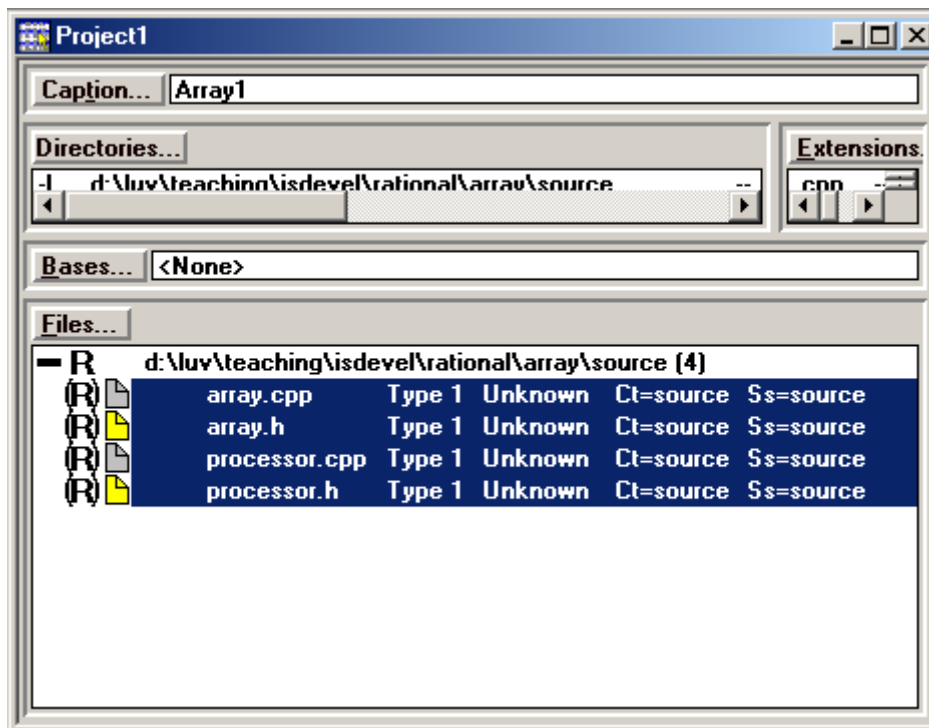 Project1
Caption... Array1
Directories... Extensions.
-I d:\luv\teaching\isdevel\rational\array\source --
cpp --
Bases... <None>
Files...
R d:\luv\teaching\isdevel\rational\array\source (4)
(R) array.cpp Type 1 Unknown Ct=source Ss=source
(R) array.h Type 1 Unknown Ct=source Ss=source
(R) processor.cpp Type 1 Unknown Ct=source Ss=source
(R) processor.h Type 1 Unknown Ct=source Ss=source